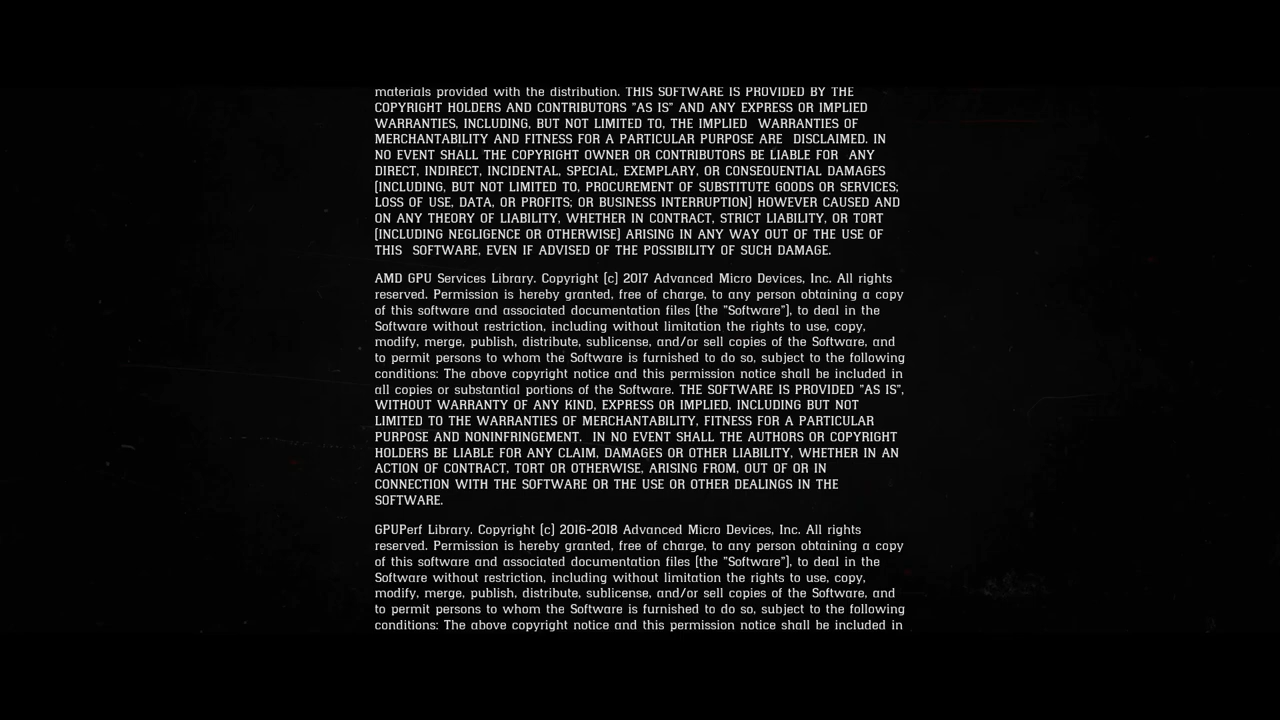 materials provided with the distribution. THIS SOFTWARE IS PROVIDED BY THE
COPYRIGHT HOLDERS AND CONTRIBUTORS "AS IS" AND ANY EXPRESS OR IMPLIED
WARRANTIES, INCLUDING, BUT NOT LIMITED TO, THE IMPLIED  WARRANTIES OF
MERCHANTABILITY AND FITNESS FOR A PARTICULAR PURPOSE ARE  DISCLAIMED. IN
NO EVENT SHALL THE COPYRIGHT OWNER OR CONTRIBUTORS BE LIABLE FOR  ANY
DIRECT, INDIRECT, INCIDENTAL, SPECIAL, EXEMPLARY, OR CONSEQUENTIAL DAMAGES
(INCLUDING, BUT NOT LIMITED TO, PROCUREMENT OF SUBSTITUTE GOODS OR SERVICES;
LOSS OF USE, DATA, OR PROFITS; OR BUSINESS INTERRUPTION) HOWEVER CAUSED AND
ON ANY THEORY OF LIABILITY, WHETHER IN CONTRACT, STRICT LIABILITY, OR TORT
(INCLUDING NEGLIGENCE OR OTHERWISE) ARISING IN ANY WAY OUT OF THE USE OF
THIS  SOFTWARE, EVEN IF ADVISED OF THE POSSIBILITY OF SUCH DAMAGE.
AMD GPU Services Library. Copyright (c) 2017 Advanced Micro Devices, Inc. All rights
reserved. Permission is hereby granted, free of charge, to any person obtaining a copy
of this software and associated documentation files (the "Software"), to deal in the
Software without restriction, including without limitation the rights to use, copy,
modify, merge, publish, distribute, sublicense, and/or sell copies of the Software, and
to permit persons to whom the Software is furnished to do so, subject to the following
conditions: The above copyright notice and this permission notice shall be included in
all copies or substantial portions of the Software. THE SOFTWARE IS PROVIDED "AS IS",
WITHOUT WARRANTY OF ANY KIND, EXPRESS OR IMPLIED, INCLUDING BUT NOT
LIMITED TO THE WARRANTIES OF MERCHANTABILITY, FITNESS FOR A PARTICULAR
PURPOSE AND NONINFRINGEMENT.  IN NO EVENT SHALL THE AUTHORS OR COPYRIGHT
HOLDERS BE LIABLE FOR ANY CLAIM, DAMAGES OR OTHER LIABILITY, WHETHER IN AN
ACTION OF CONTRACT, TORT OR OTHERWISE, ARISING FROM, OUT OF OR IN
CONNECTION WITH THE SOFTWARE OR THE USE OR OTHER DEALINGS IN THE
SOFTWARE.
GPUPerf Library. Copyright (c) 2016-2018 Advanced Micro Devices, Inc. All rights
reserved. Permission is hereby granted, free of charge, to any person obtaining a copy
of this software and associated documentation files (the "Software"), to deal in the
Software without restriction, including without limitation the rights to use, copy,
modify, merge, publish, distribute, sublicense, and/or sell copies of the Software, and
to permit persons to whom the Software is furnished to do so, subject to the following
conditions: The above copyright notice and this permission notice shall be included in